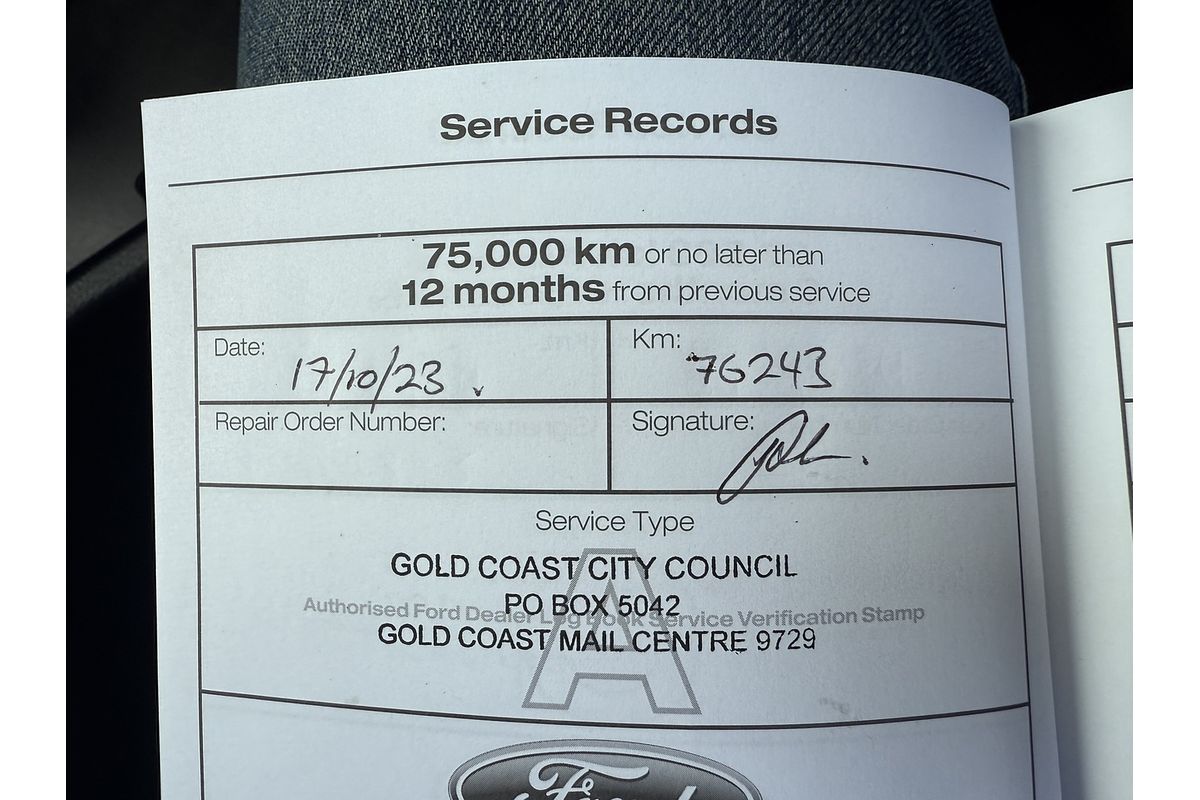 Service Records
75,000 km or no later than
12 months from previous service
Date: 17/10/23
Km: 76243
Repair Order Number:
Signature:
Service Type
GOLD COAST CITY COUNCIL
PO BOX 5042
Authorised Ford Dealer Log Book Service Verification Stamp
GOLD COAST MAIL CENTRE 9729
A
Ford